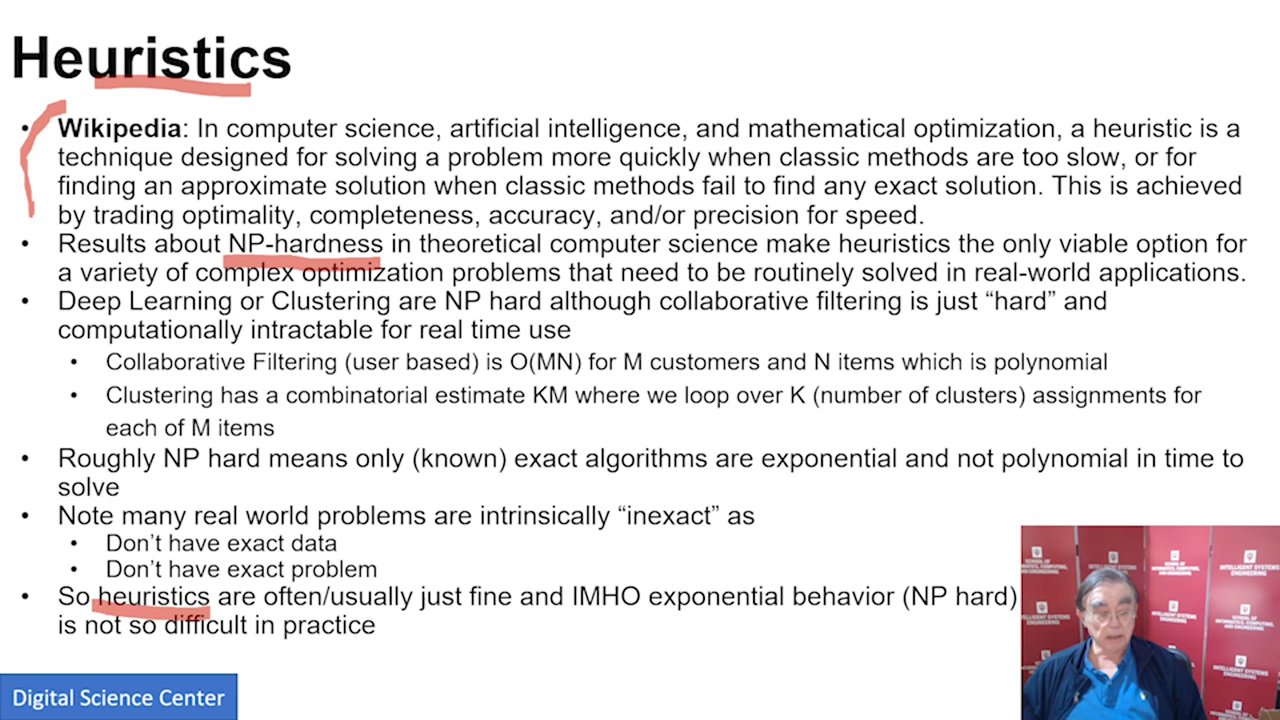 Heuristics
• Wikipedia: In computer science, artificial intelligence, and mathematical optimization, a heuristic is a
technique designed for solving a problem more quickly when classic methods are too slow, or for
finding an approximate solution when classic methods fail to find any exact solution. This is achieved
by trading optimality, completeness, accuracy, and/or precision for speed.
• Results about NP-hardness in theoretical computer science make heuristics the only viable option for
a variety of complex optimization problems that need to be routinely solved in real-world applications.
• Deep Learning or Clustering are NP hard although collaborative filtering is just “hard” and
computationally intractable for real time use
• Collaborative Filtering (user based) is O(MN) for M customers and N items which is polynomial
• Clustering has a combinatorial estimate KM where we loop over K (number of clusters) assignments for
each of M items
• Roughly NP hard means only (known) exact algorithms are exponential and not polynomial in time to
solve
• Note many real world problems are intrinsically “inexact” as
• Don’t have exact data
• Don’t have exact problem
• So heuristics are often/usually just fine and IMHO exponential behavior (NP hard)
is not so difficult in practice
Digital Science Center
INTELLIGENT SYSTEMS
ENGINEERING
SCHOOL OF
INFORMATICS, COMPUTING,
AND ENGINEERING